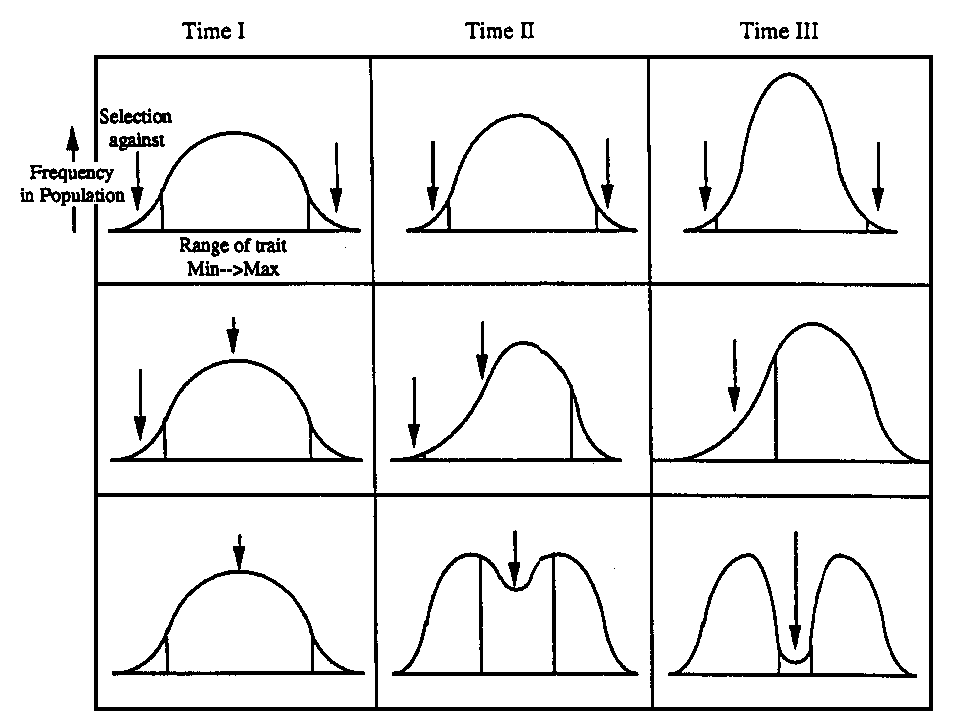 Time I
Time II
Time III
Selection
against
Frequency
in Population
Range of trait
Min-->Max